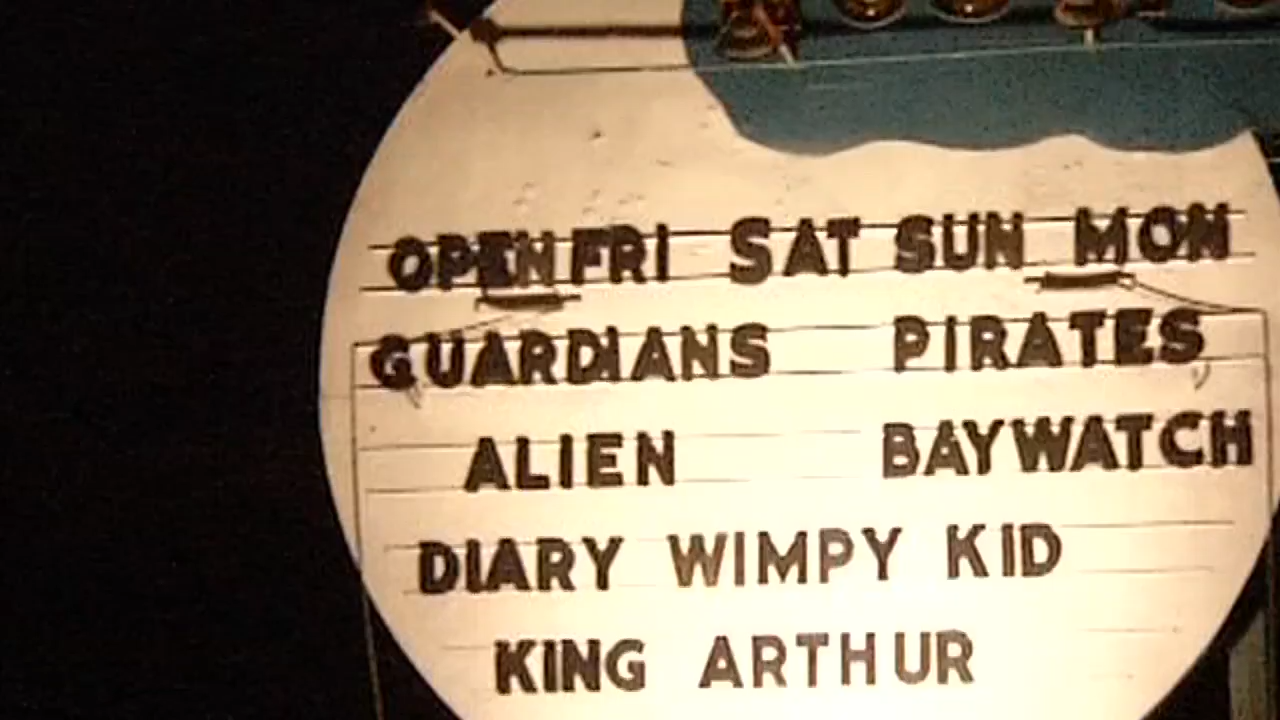 OPEN FRI SAT SUN MON
GUARDIANS PIRATES
ALIEN BAYWATCH
DIARY WIMPY KID
KING ARTHUR